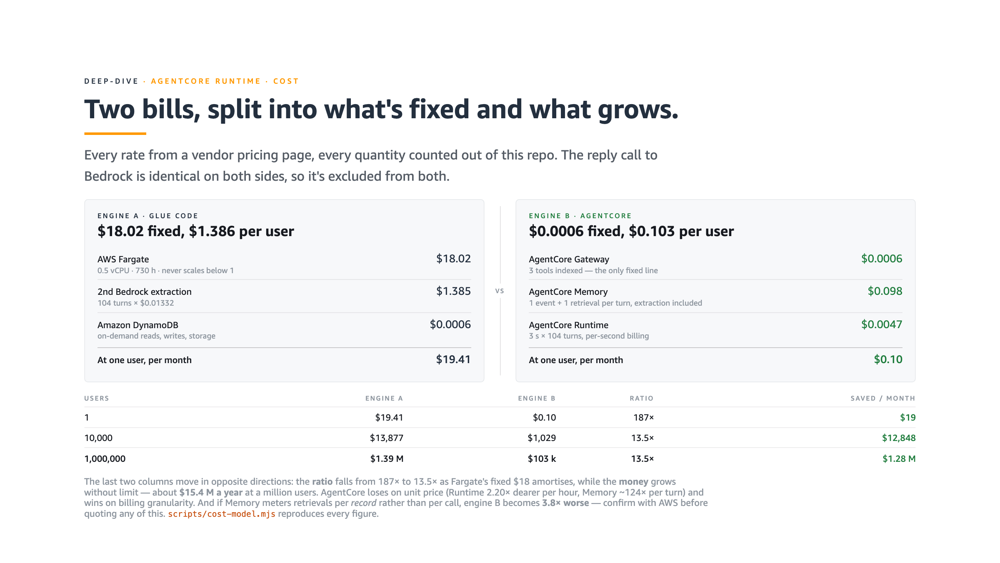 DEEP-DIVE · AGENTCORE RUNTIME · COST
Two bills, split into what's fixed and what grows.
Every rate from a vendor pricing page, every quantity counted out of this repo. The reply call to
Bedrock is identical on both sides, so it's excluded from both.
ENGINE A · GLUE CODE
$18.02 fixed, $1.386 per user
AWS Fargate $18.02
0.5 vCPU · 730 h · never scales below 1
2nd Bedrock extraction $1.385
104 turns × $0.01332
Amazon DynamoDB $0.0006
on-demand reads, writes, storage
At one user, per month $19.41
VS
ENGINE B · AGENTCORE
$0.0006 fixed, $0.103 per user
AgentCore Gateway $0.0006
3 tools indexed — the only fixed line
AgentCore Memory $0.098
1 event + 1 retrieval per turn, extraction included
AgentCore Runtime $0.0047
3 s × 104 turns, per-second billing
At one user, per month $0.10
USERS ENGINE A ENGINE B RATIO SAVED / MONTH
1 $19.41 $0.10 187× $19
10,000 $13,877 $1,029 13.5× $12,848
1,000,000 $1.39 M $103 k 13.5× $1.28 M
The last two columns move in opposite directions: the ratio falls from 187× to 13.5× as Fargate's fixed $18 amortises, while the money grows
without limit — about $15.4 M a year at a million users. AgentCore loses on unit price (Runtime 2.20× dearer per hour, Memory ~124× per turn) and
wins on billing granularity. And if Memory meters retrievals per record rather than per call, engine B becomes 3.8× worse — confirm with AWS before
quoting any of this. scripts/cost-model.mjs reproduces every figure.